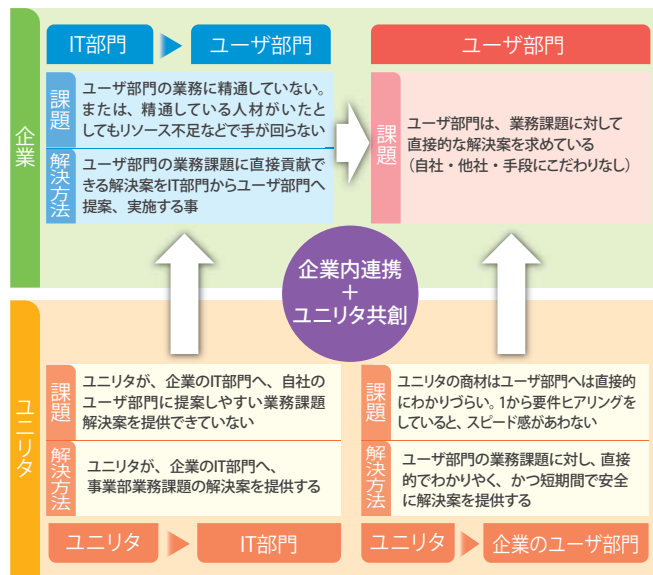 企業
IT部門
ユーザ部門
課題
ユーザ部門の業務に精通していない。
または、精通している人材がいたと
してもリソース不足などで手が回らない
解決方法
ユーザ部門の業務課題に直接貢献で
きる解決案をIT部門からユーザ部門へ
提案、実施する事
ユーザ部門
課題
ユーザ部門は、業務課題に対して
直接的な解決案を求めている
（自社・他社・手段にこだわりなし）
企業内連携
＋
ユニリタ共創
ユニリタ
課題
ユニリタが、企業のIT部門へ、自社の
ユーザ部門に提案しやすい業務課題
解決案を提供できていない
解決方法
ユニリタが、企業のIT部門へ、
事業部業務課題の解決案を提供する
ユニリタ
IT部門
課題
ユニリタの商材はユーザ部門へは直接的
にわかりづらい。1から要件ヒアリングを
していると、スピード感があわない
解決方法
ユーザ部門の業務課題に対し、直接
的でわかりやく、かつ短期間で安全
に解決案を提供する
ユニリタ
企業のユーザ部門